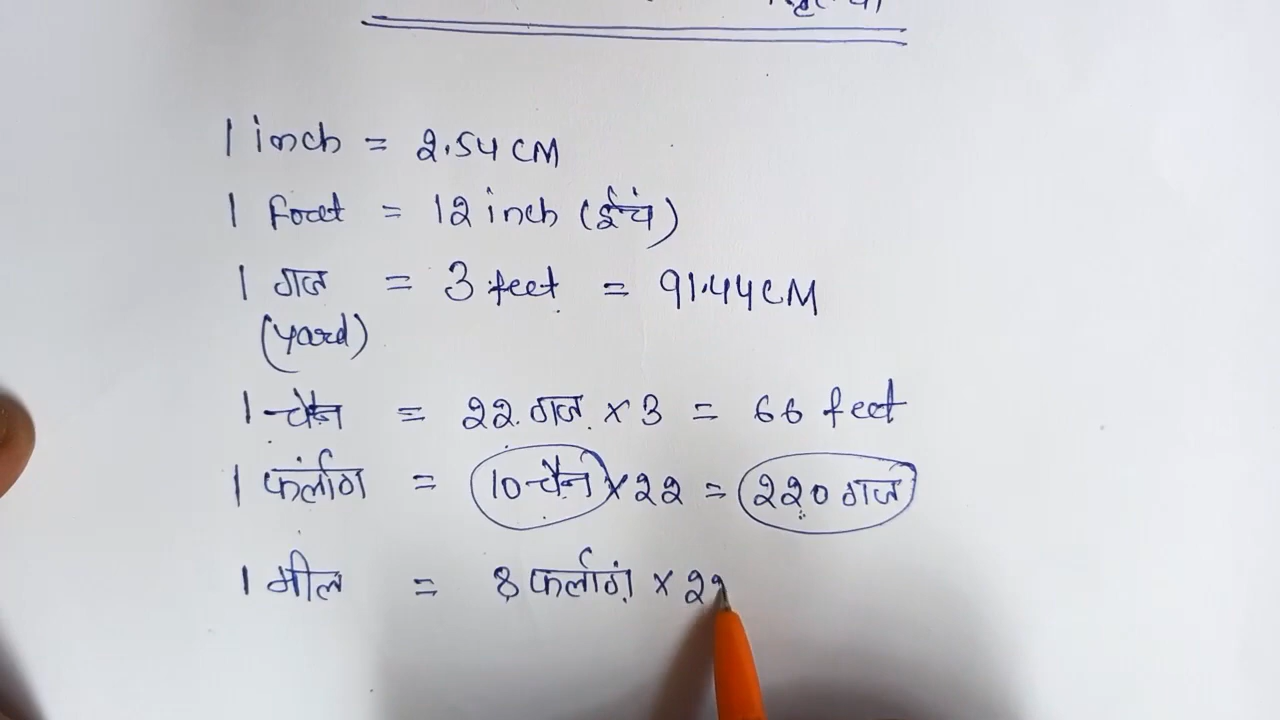 1 inch = 2.54 CM
1 foot = 12 inch (ईंचं)
1 गज = 3 feet = 91.44 CM
(yard)
1 चैन = 22 गज × 3 = 66 feet
1 फंर्लाग = 10 चैन × 22 = 220 गज
1 मील = 8 फर्लागं × 22